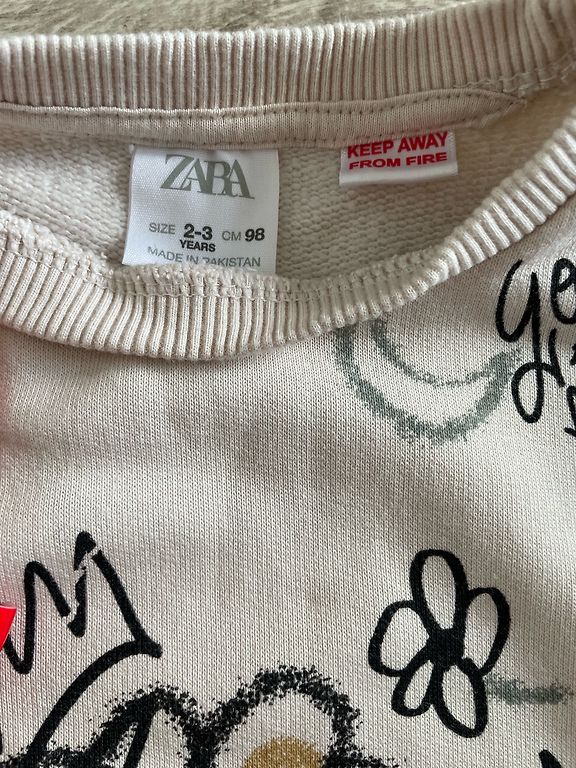 ZARA
SIZE 2-3 CM 98
YEARS
MADE IN PAKISTAN
KEEP AWAY
FROM FIRE